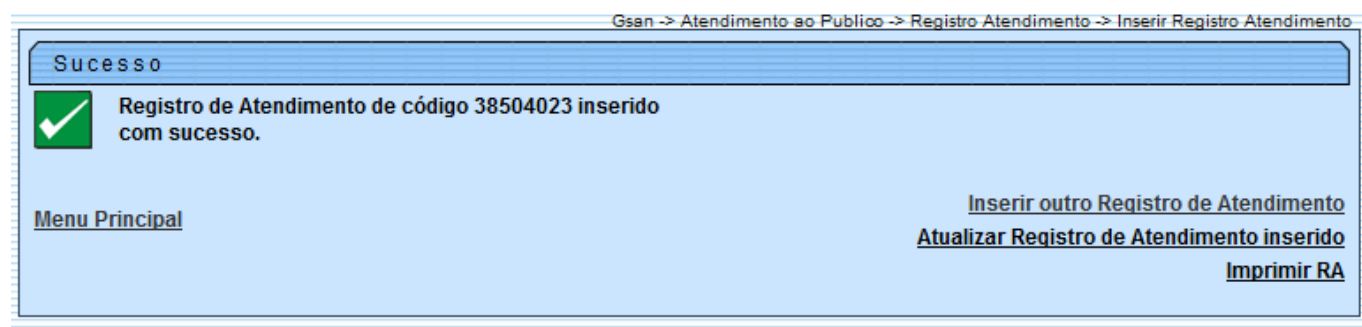 Gsan -> Atendimento ao Publico -> Registro Atendimento -> Inserir Registro Atendimento
Sucesso
Registro de Atendimento de código 38504023 inserido
com sucesso.
Inserir outro Registro de Atendimento
Menu Principal
Atualizar Registro de Atendimento inserido
Imprimir RA